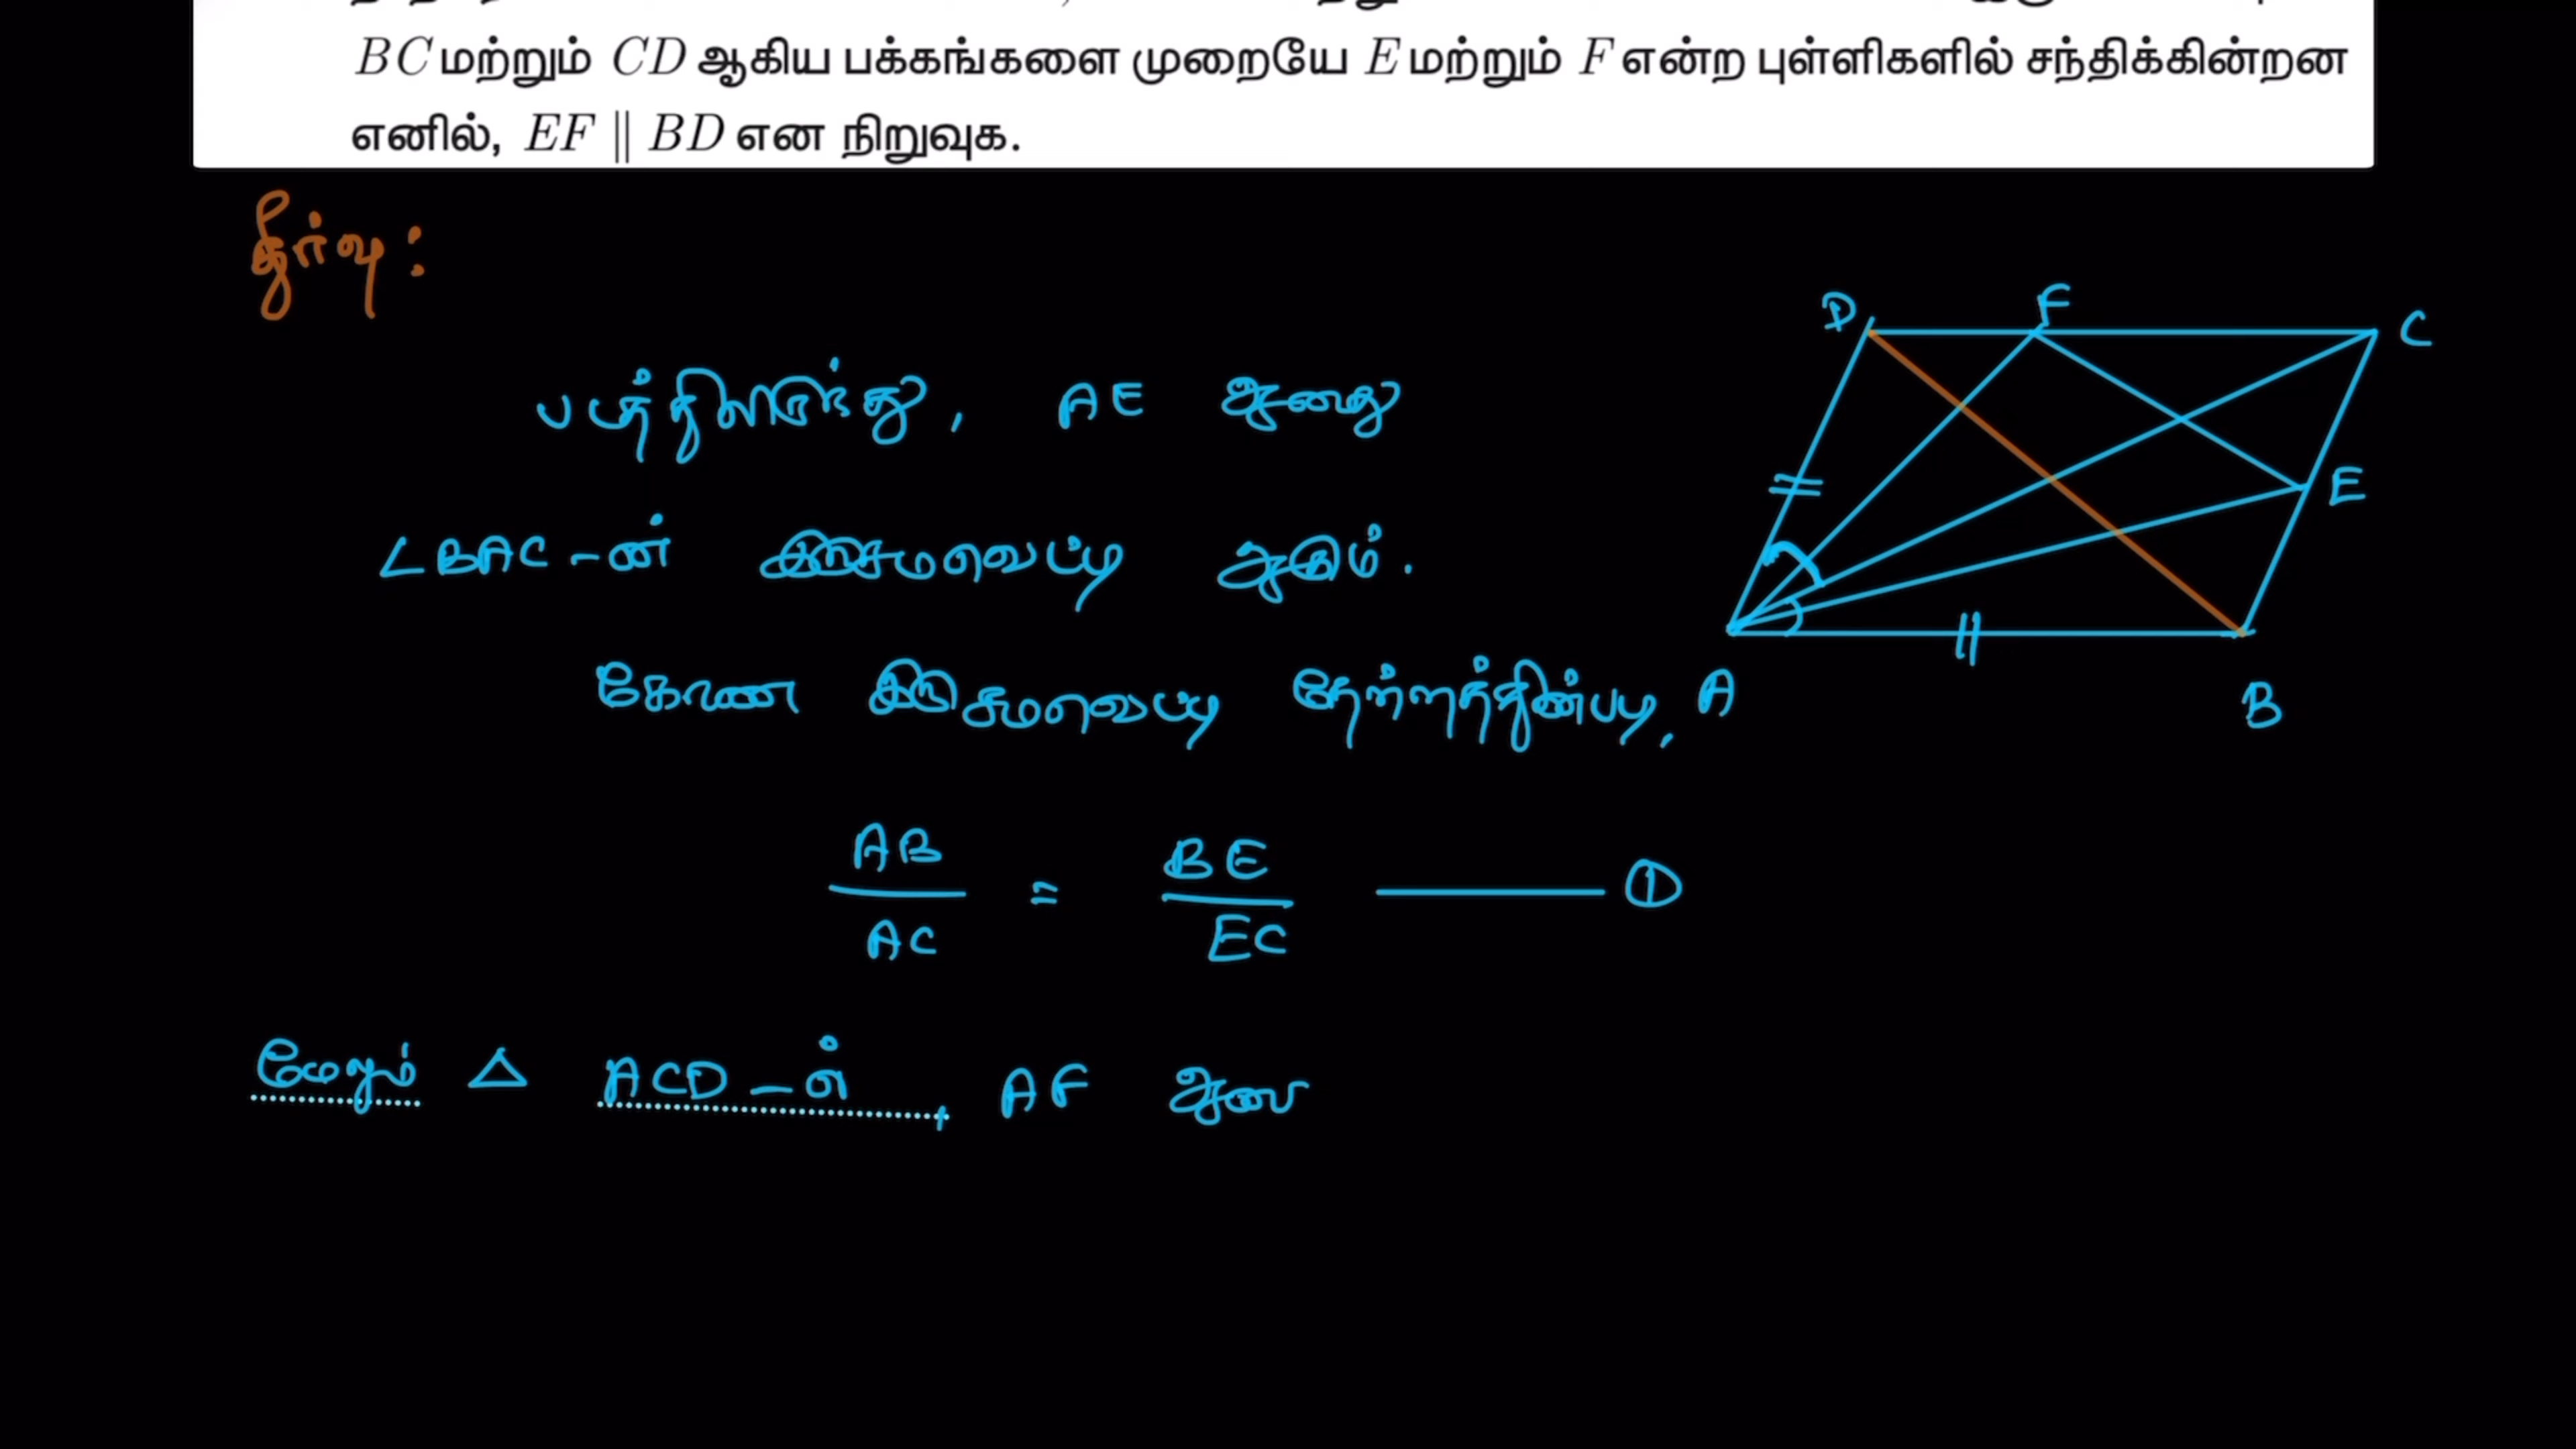 BC மற்றும் CD ஆகிய பக்கங்களை முறையே E மற்றும் F என்ற புள்ளிகளில் சந்திக்கின்றன
எனில், EF || BD என நிறுவுக.
தீர்வு :
படத்திலிருந்து, AE ஆனது
∠BAC-ன் இருசமவெட்டி ஆகும்.
கோண இருசமவெட்டி தேற்றத்தின்படி,
AB/AC = BE/EC ——— ①
மேலும் △ ACD-ல், AF ஆன
D F C
E
A B